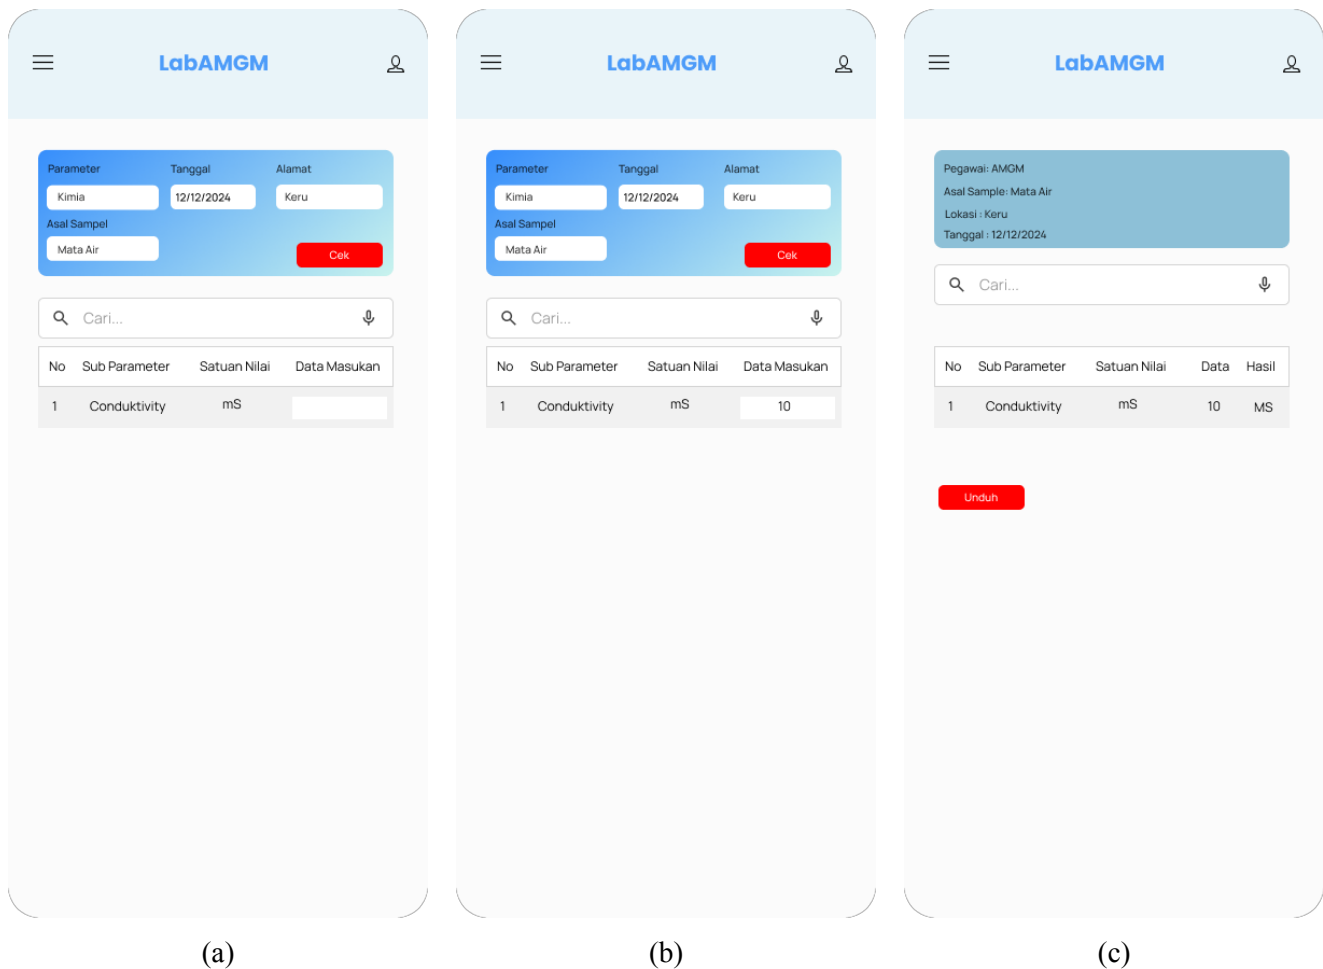 LabAMGM
Parameter Tanggal Alamat
Kimia 12/12/2024 Keru
Asal Sampel
Mata Air Cek
Cari...
No Sub Parameter Satuan Nilai Data Masukan
1 Conduktivity mS
(a)
LabAMGM
Parameter Tanggal Alamat
Kimia 12/12/2024 Keru
Asal Sampel
Mata Air Cek
Cari...
No Sub Parameter Satuan Nilai Data Masukan
1 Conduktivity mS 10
(b)
LabAMGM
Pegawai: AMGM
Asal Sample: Mata Air
Lokasi : Keru
Tanggal : 12/12/2024
Cari...
No Sub Parameter Satuan Nilai Data Hasil
1 Conduktivity mS 10 MS
Unduh
(c)